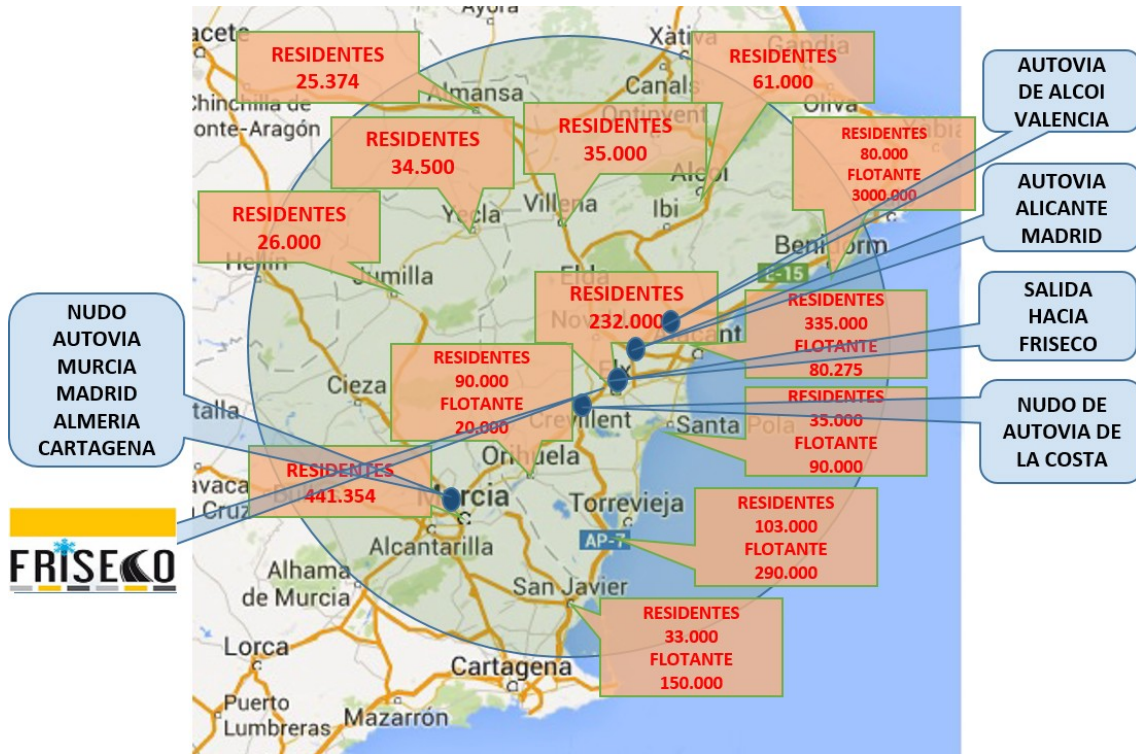 RESIDENTES
25.374
RESIDENTES
34.500
RESIDENTES
26.000
RESIDENTES
35.000
RESIDENTES
61.000
RESIDENTES
80.000
FLOTANTE
3000.000
RESIDENTES
232.000
RESIDENTES
335.000
FLOTANTE
80.275
RESIDENTES
90.000
FLOTANTE
20.000
RESIDENTES
35.000
FLOTANTE
90.000
RESIDENTES
441.354
RESIDENTES
103.000
FLOTANTE
290.000
RESIDENTES
33.000
FLOTANTE
150.000
AUTOVIA
DE ALCOI
VALENCIA
AUTOVIA
ALICANTE
MADRID
SALIDA
HACIA
FRISECO
NUDO DE
AUTOVIA DE
LA COSTA
NUDO
AUTOVIA
MURCIA
MADRID
ALMERIA
CARTAGENA
FRISECO
Ayora
Xàtiva
Gandia
Canals
Ontinyent
Oliva
Almansa
Chinchilla de
Monte-Aragón
Alcoi
Ibi
Yecla
Villena
Benidorm
E-15
Hellín
Jumilla
Elda
Elx
Cieza
Crevillent
Santa Pola
Orihuela
Murcia
Torrevieja
AP-7
Alcantarilla
San Javier
Alhama
de Murcia
Lorca
Cartagena
Mazarrón
Puerto
Lumbreras